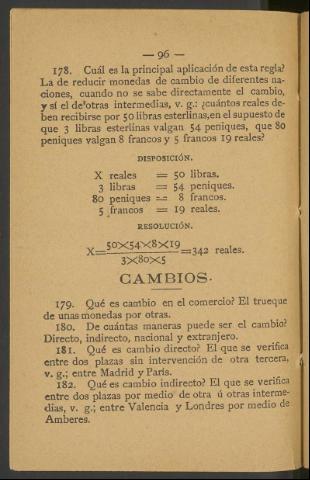 — 96 —
178. Cuál es la principal aplicación de esta regla?
La de reducir monedas de cambio de diferentes na-
ciones, cuando no se sabe directamente el cambio,
y sí el de otras intermedias, v. g.: ¿cuántos reales de-
ben recibirse por 50 libras esterlinas, en el supuesto de
que 3 libras esterlinas valgan 54 peniques, que 80
peniques valgan 8 francos y 5 francos 19 reales?
DISPOSICIÓN.
X reales = 50 libras.
3 libras = 54 peniques.
80 peniques = 8 francos.
5 francos = 19 reales.
RESOLUCIÓN.
X= 50×54×8×19 / 3×80×5 =342 reales.
CAMBIOS.
179. Qué es cambio en el comercio? El trueque
de unas monedas por otras.
180. De cuántas maneras puede ser el cambio?
Directo, indirecto, nacional y extranjero.
181. Qué es cambio directo? El que se verifica
entre dos plazas sin intervención de otra tercera,
v. g.; entre Madrid y París.
182. Qué es cambio indirecto? El que se verifica
entre dos plazas por medio de otra ú otras interme-
dias, v. g.; entre Valencia y Londres por medio de
Amberes.